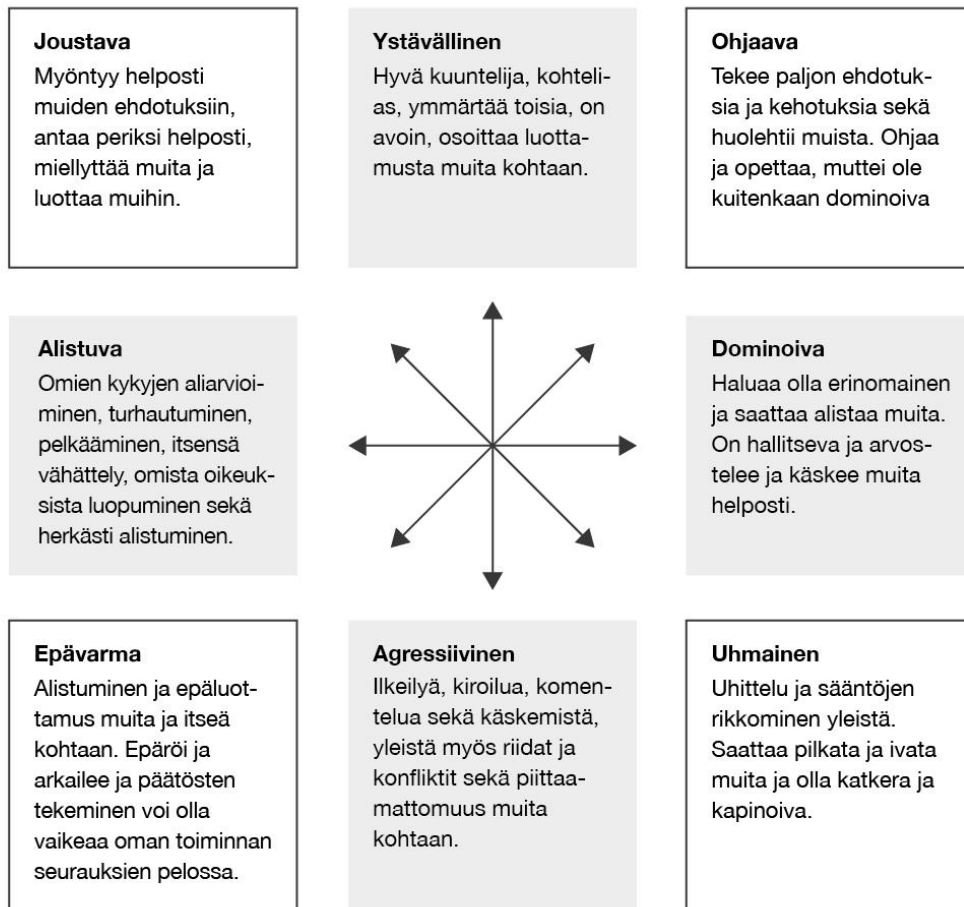 Joustava
Myöntyy helposti
muiden ehdotuksiin,
antaa periksi helposti,
miellyttää muita ja
luottaa muihin.
Ystävällinen
Hyvä kuuntelija, kohteli-
as, ymmärtää toisia, on
avoin, osoittaa luotta-
musta muita kohtaan.
Ohjaava
Tekee paljon ehdotuk-
sia ja kehotuksia sekä
huolehtii muista. Ohjaa
ja opettaa, muttei ole
kuitenkaan dominoiva
Alistuva
Omien kykyjen aliarvioi-
minen, turhautuminen,
pelkääminen, itsensä
vähättely, omista oikeuk-
sista luopuminen sekä
herkästi alistuminen.
Dominoiva
Haluaa olla erinomainen
ja saattaa alistaa muita.
On hallitseva ja arvos-
telee ja käskee muita
helposti.
Epävarma
Alistuminen ja epäluot-
tamus muita ja itseä
kohtaan. Epäröi ja
arkailee ja päätösten
tekeminen voi olla
vaikeaa oman toiminnan
seurauksien pelossa.
Agressiivinen
Ilkeilyä, kiroilua, komen-
telua sekä käskemistä,
yleistä myös riidat ja
konfliktit sekä piittaa-
mattomuus muita
kohtaan.
Uhmainen
Uhittelu ja sääntöjen
rikkominen yleistä.
Saattaa pilkata ja ivata
muita ja olla katkera ja
kapinoiva.